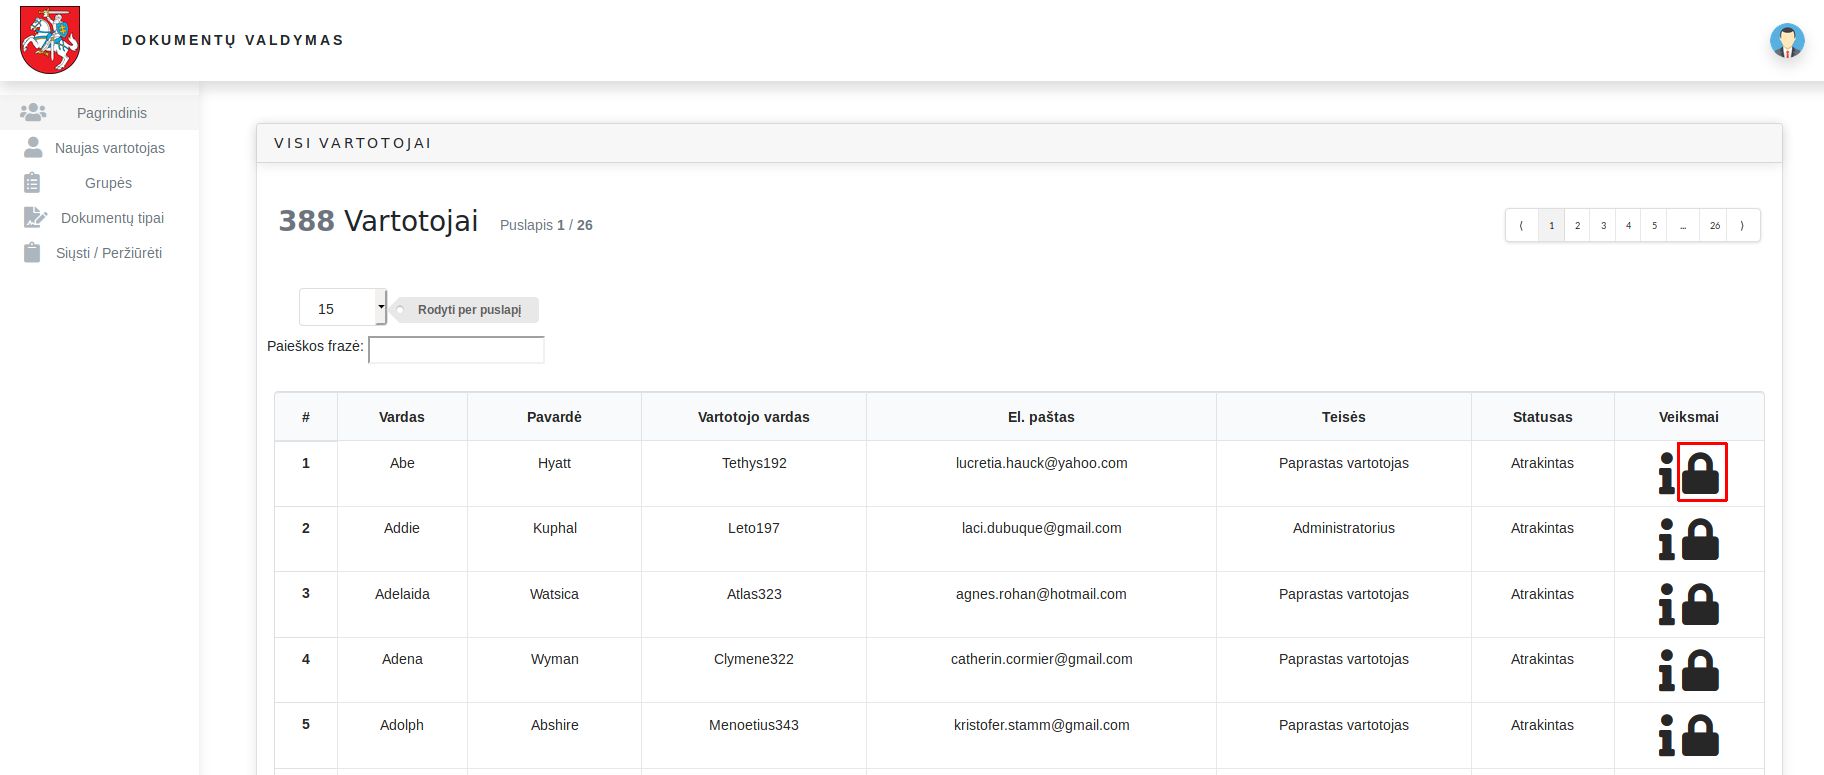 DOKUMENTŲ VALDYMAS
Pagrindinis
Naujas vartotojas
Grupės
Dokumentų tipai
Siųsti / Peržiūrėti
VISI VARTOTOJAI
388 Vartotojai Puslapis 1 / 26
⟨ 1 2 3 4 5 ... 26 ⟩
15 Rodyti per puslapį
Paieškos frazė:
# Vardas Pavardė Vartotojo vardas El. paštas Teisės Statusas Veiksmai
1 Abe Hyatt Tethys192 lucretia.hauck@yahoo.com Paprastas vartotojas Atrakintas
2 Addie Kuphal Leto197 laci.dubuque@gmail.com Administratorius Atrakintas
3 Adelaida Watsica Atlas323 agnes.rohan@hotmail.com Paprastas vartotojas Atrakintas
4 Adena Wyman Clymene322 catherin.cormier@gmail.com Paprastas vartotojas Atrakintas
5 Adolph Abshire Menoetius343 kristofer.stamm@gmail.com Paprastas vartotojas Atrakintas